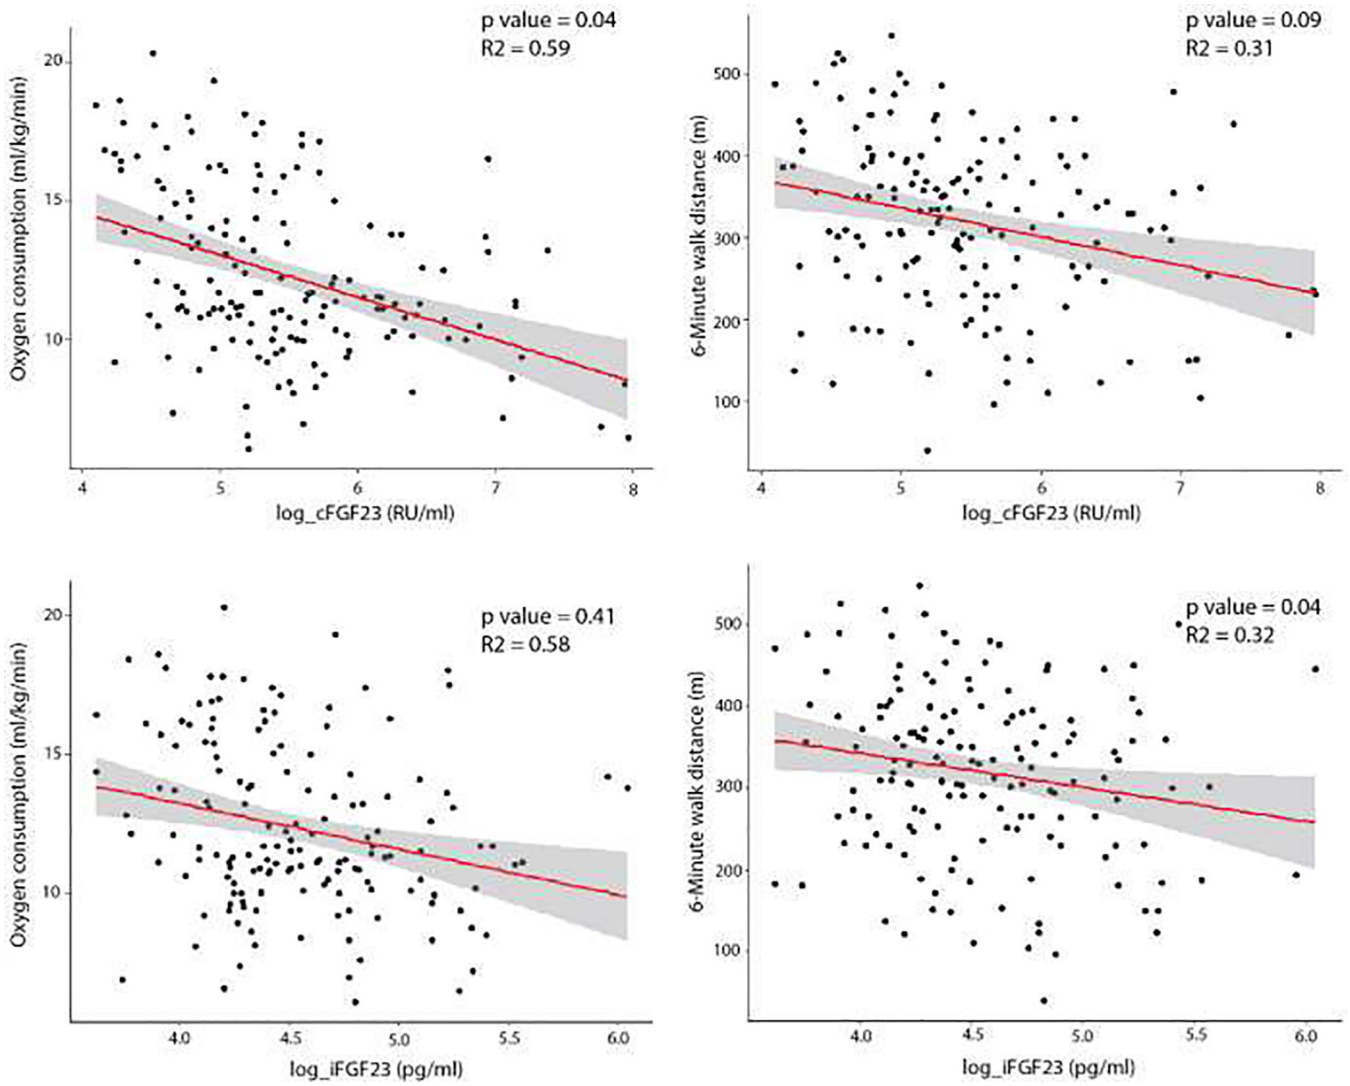 p value = 0.04
R2 = 0.59
Oxygen consumption (ml/kg/min)
20
15
10
4 5 6 7 8
log_cFGF23 (RU/ml)
p value = 0.09
R2 = 0.31
6-Minute walk distance (m)
500
400
300
200
100
4 5 6 7 8
log_cFGF23 (RU/ml)
p value = 0.41
R2 = 0.58
Oxygen consumption (ml/kg/min)
20
15
10
4.0 4.5 5.0 5.5 6.0
log_iFGF23 (pg/ml)
p value = 0.04
R2 = 0.32
6-Minute walk distance (m)
500
400
300
200
100
4.0 4.5 5.0 5.5 6.0
log_iFGF23 (pg/ml)